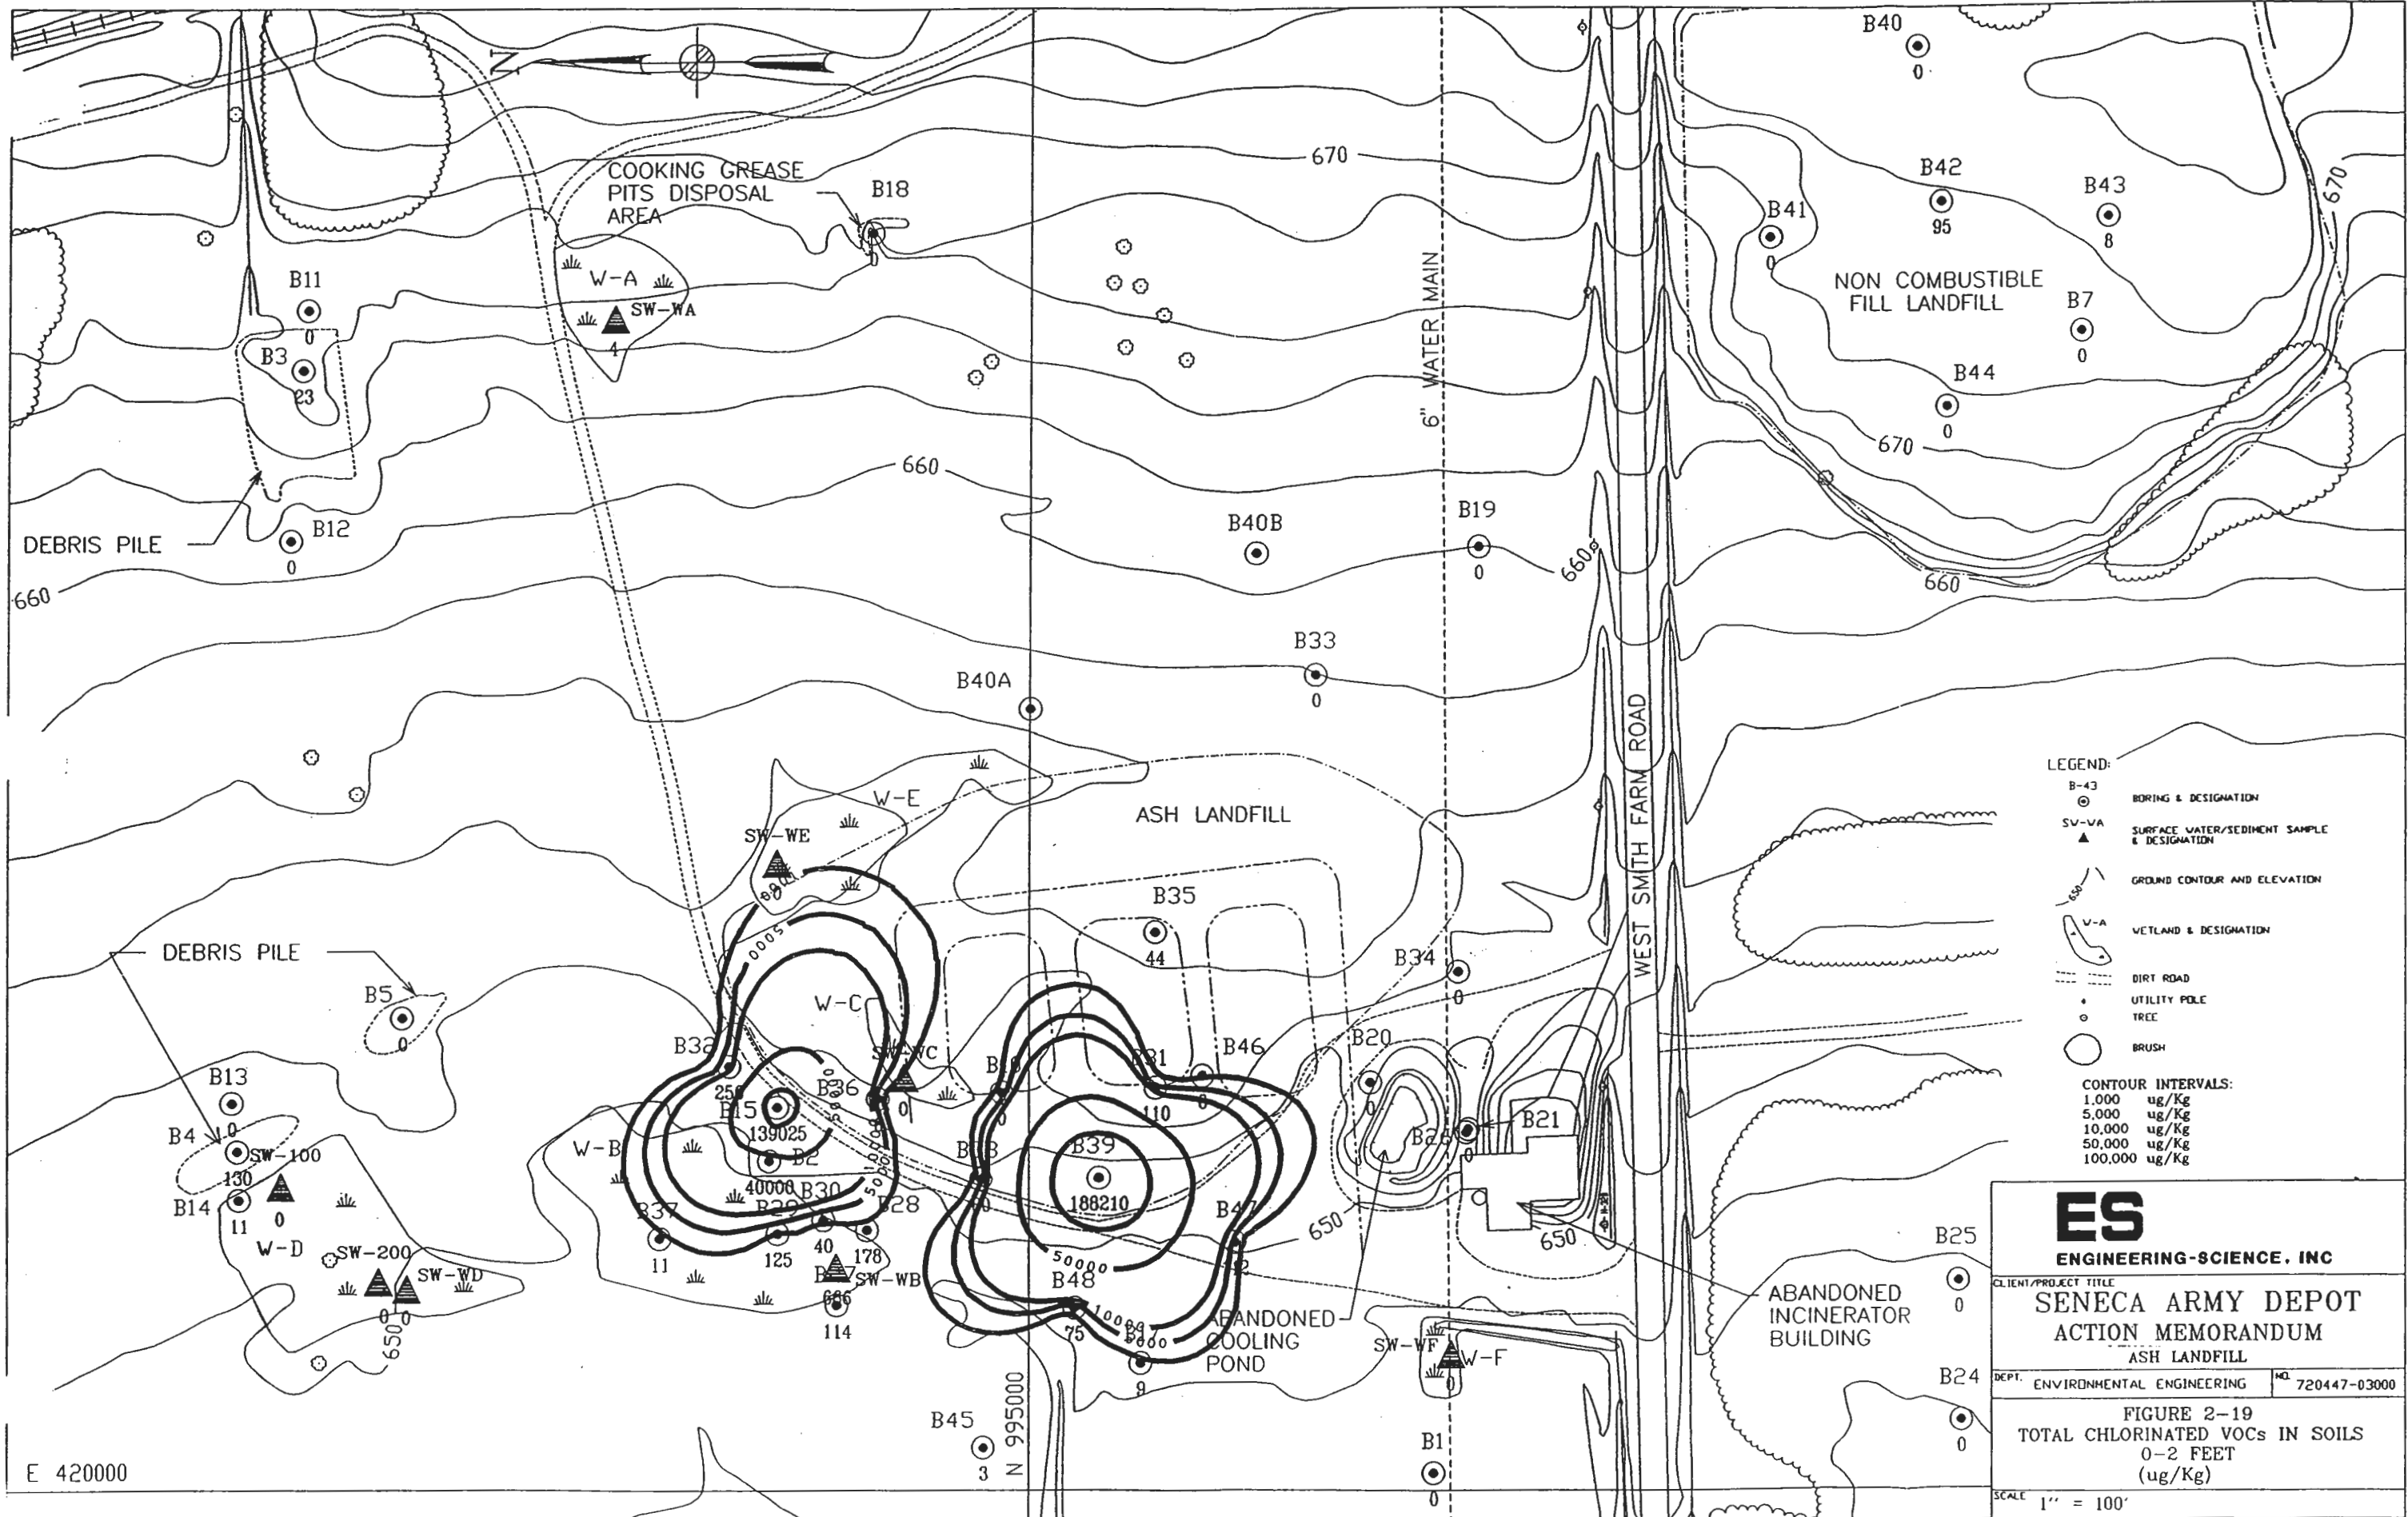 N
COOKING GREASE
PITS DISPOSAL
AREA
B18
0
670
B40
0
B42
95
B43
8
670
B41
0
NON COMBUSTIBLE
FILL LANDFILL
B7
0
B44
0
670
W-A
SW-WA
4
6" WATER MAIN
B11
0
B3
23
DEBRIS PILE
B12
0
660
660
B40B
B19
0
660
660
B33
0
B40A
WEST SMITH FARM ROAD
ASH LANDFILL
W-E
SW-WE
0
5000
B35
44
B34
0
DEBRIS PILE
B5
0
W-C
SW-WC
0
B32
B15
139025
B36
50000
B2
40000
B30
40
B28
178
B29
125
B37
11
W-B
SW-WB
114
B13
0
B4
130
SW-100
0
B14
11
W-D
SW-200
0
SW-WD
0
650
B31
110
B46
0
B39
188210
50000
B48
75
10000
9
B47
B20
0
B21
0
650
650
ABANDONED
COOLING
POND
ABANDONED
INCINERATOR
BUILDING
SW-WF
W-F
0
B45
3
N 995000
B1
0
E 420000
B25
0
B24
0
LEGEND:
B-43
BORING & DESIGNATION
SW-WA
SURFACE WATER/SEDIMENT SAMPLE
& DESIGNATION
650
GROUND CONTOUR AND ELEVATION
W-A
WETLAND & DESIGNATION
DIRT ROAD
UTILITY POLE
TREE
BRUSH
CONTOUR INTERVALS:
1,000 ug/Kg
5,000 ug/Kg
10,000 ug/Kg
50,000 ug/Kg
100,000 ug/Kg
ES
ENGINEERING-SCIENCE, INC
CLIENT/PROJECT TITLE
SENECA ARMY DEPOT
ACTION MEMORANDUM
ASH LANDFILL
DEPT. ENVIRONMENTAL ENGINEERING
NO. 720447-03000
FIGURE 2-19
TOTAL CHLORINATED VOCs IN SOILS
0-2 FEET
(ug/Kg)
SCALE 1'' = 100'